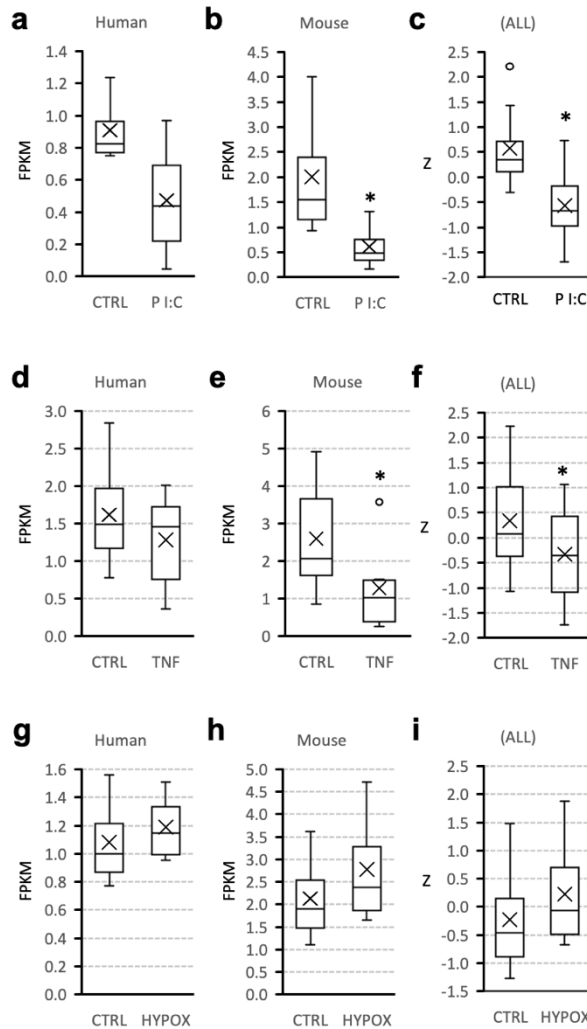 a
Human
1.4
1.2
1.0
0.8
0.6
0.4
0.2
0.0
FPKM
CTRL P I:C
b
Mouse
4.5
4.0
3.5
3.0
2.5
2.0
1.5
1.0
0.5
0.0
FPKM
*
CTRL P I:C
c
(ALL)
2.5
2.0
1.5
1.0
0.5
0.0
-0.5
-1.0
-1.5
-2.0
Z
*
CTRL P I:C
d
Human
3.0
2.5
2.0
1.5
1.0
0.5
0.0
FPKM
CTRL TNF
e
Mouse
6
5
4
3
2
1
0
FPKM
*
CTRL TNF
f
(ALL)
2.5
2.0
1.5
1.0
0.5
0.0
-0.5
-1.0
-1.5
-2.0
Z
*
CTRL TNF
g
Human
1.6
1.4
1.2
1.0
0.8
0.6
0.4
0.2
0.0
FPKM
CTRL HYPOX
h
Mouse
5.0
4.5
4.0
3.5
3.0
2.5
2.0
1.5
1.0
0.5
0.0
FPKM
CTRL HYPOX
i
(ALL)
2.5
2.0
1.5
1.0
0.5
0.0
-0.5
-1.0
-1.5
Z
CTRL HYPOX